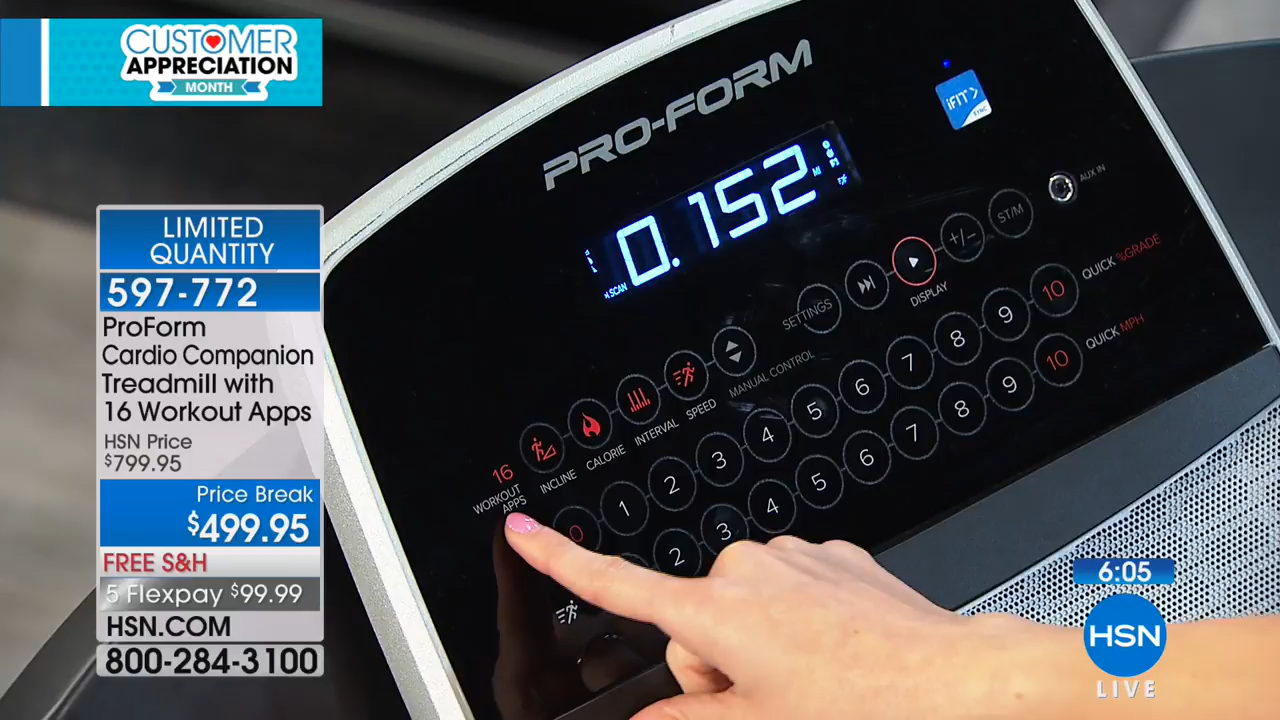 CUSTOMER
APPRECIATION
MONTH
LIMITED
QUANTITY
597-772
ProForm
Cardio Companion
Treadmill with
16 Workout Apps
HSN Price
$799.95
Price Break
$499.95
FREE S&H
5 Flexpay $99.99
HSN.COM
800-284-3100
PRO-FORM
iFIT
SYNC
0.152 MI
SCAN
AUX IN
ST/M
+/-
DISPLAY
SETTINGS
MANUAL CONTROL
SPEED
INTERVAL
CALORIE
INCLINE
16
WORKOUT
APPS
0 1 2 3 4 5 6 7 8 9 10 QUICK %GRADE
2 3 4 5 6 7 8 9 10 QUICK MPH
6:05
HSN
LIVE